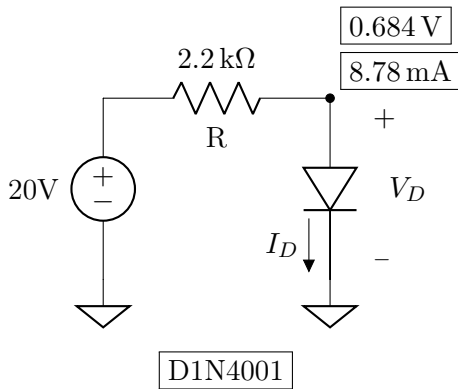 0.684 V
2.2 kΩ
8.78 mA
R
+
20V
+
−
V_D
I_D
–
D1N4001